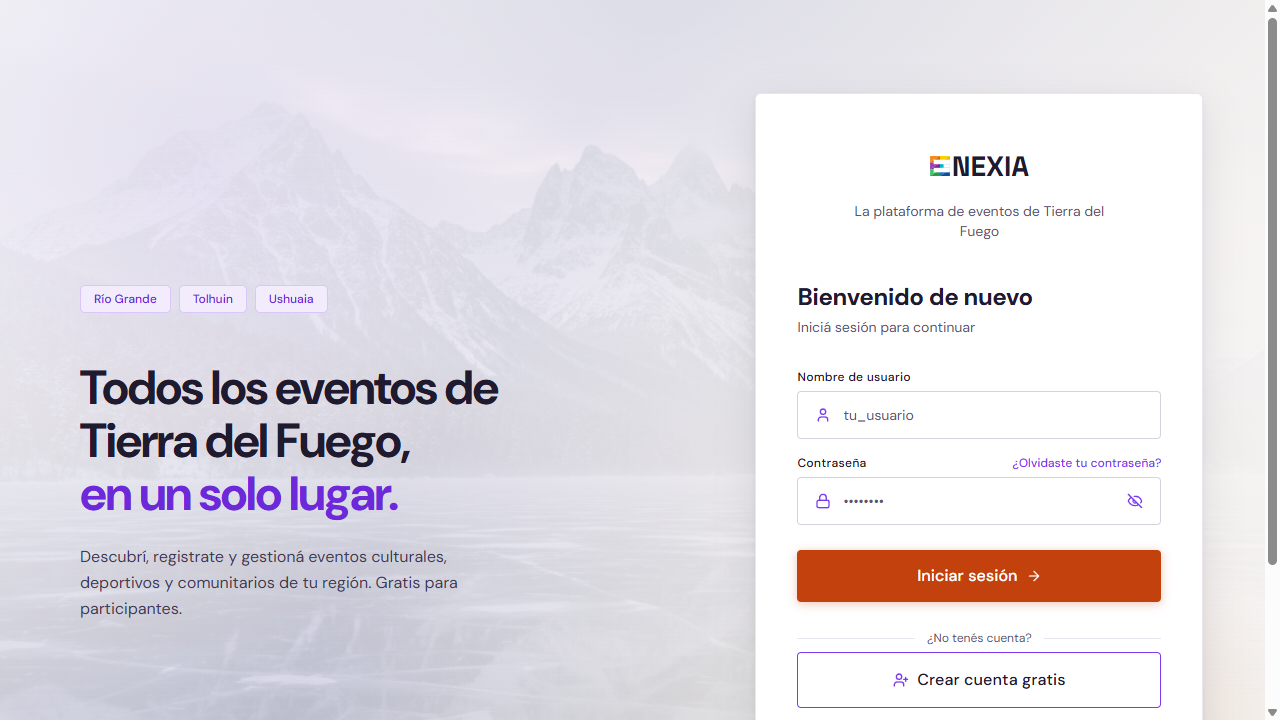 Río Grande
Tolhuin
Ushuaia
Todos los eventos de
Tierra del Fuego,
en un solo lugar.
Descubrí, registrate y gestioná eventos culturales,
deportivos y comunitarios de tu región. Gratis para
participantes.
ENEXIA
La plataforma de eventos de Tierra del
Fuego
Bienvenido de nuevo
Iniciá sesión para continuar
Nombre de usuario
tu_usuario
Contraseña
¿Olvidaste tu contraseña?
••••••••
Iniciar sesión →
¿No tenés cuenta?
Crear cuenta gratis